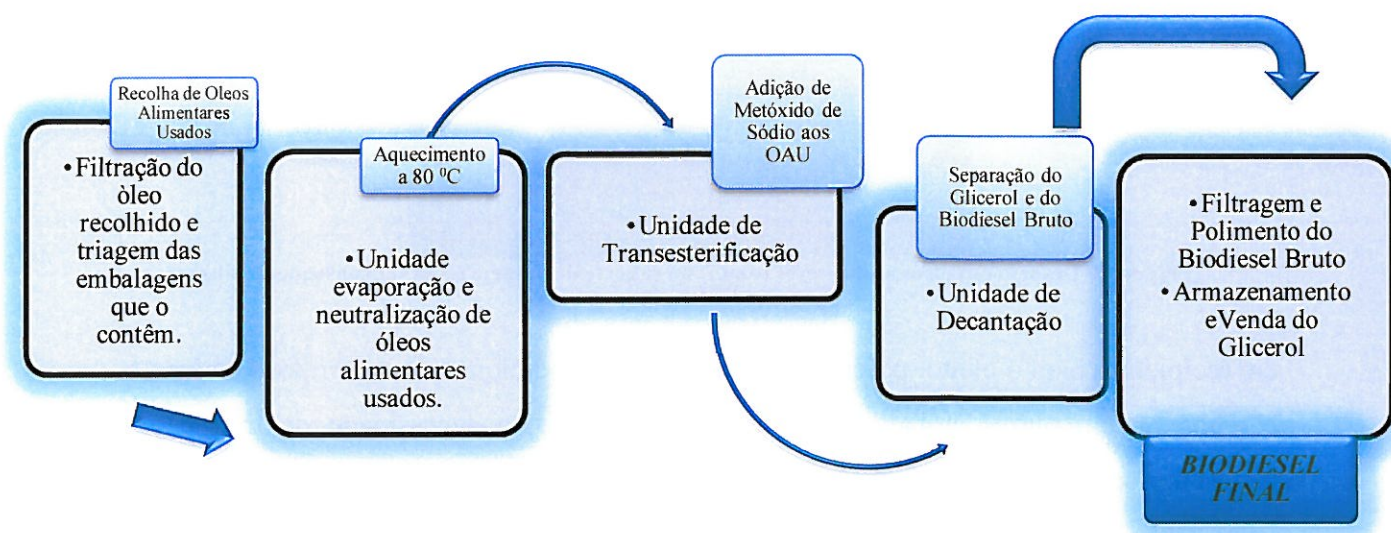 Recolha de Oleos
Alimentares
Usados
•Filtração do
òleo
recolhido e
triagem das
embalagens
que o
contêm.
Aquecimento
a 80 ⁰C
•Unidade
evaporação e
neutralização de
óleos
alimentares
usados.
Adição de
Metóxido de
Sódio aos
OAU
•Unidade de
Transesterificação
Separação do
Glicerol e do
Biodiesel Bruto
•Unidade de
Decantação
•Filtragem e
Polimento do
Biodiesel Bruto
•Armazenamento
eVenda do
Glicerol
BIODIESEL
FINAL